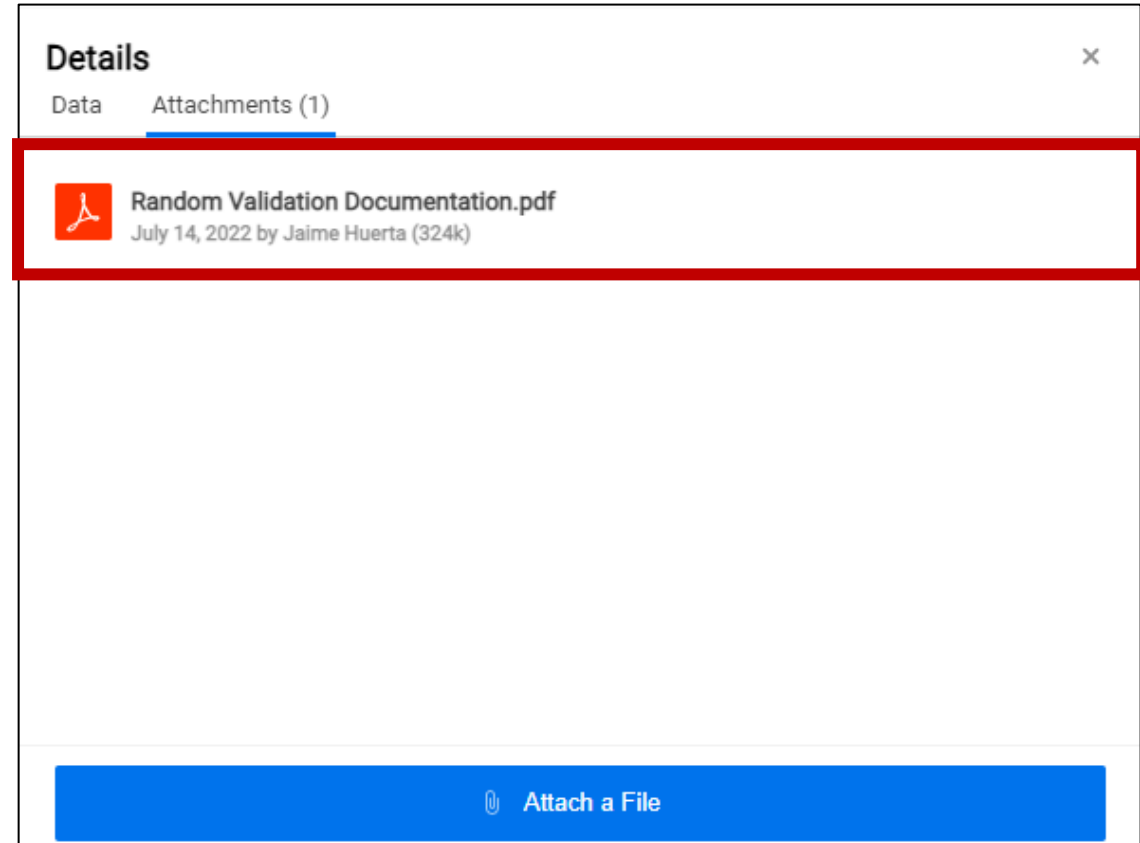 Details
Data Attachments (1)
Random Validation Documentation.pdf
July 14, 2022 by Jaime Huerta (324k)
Attach a File